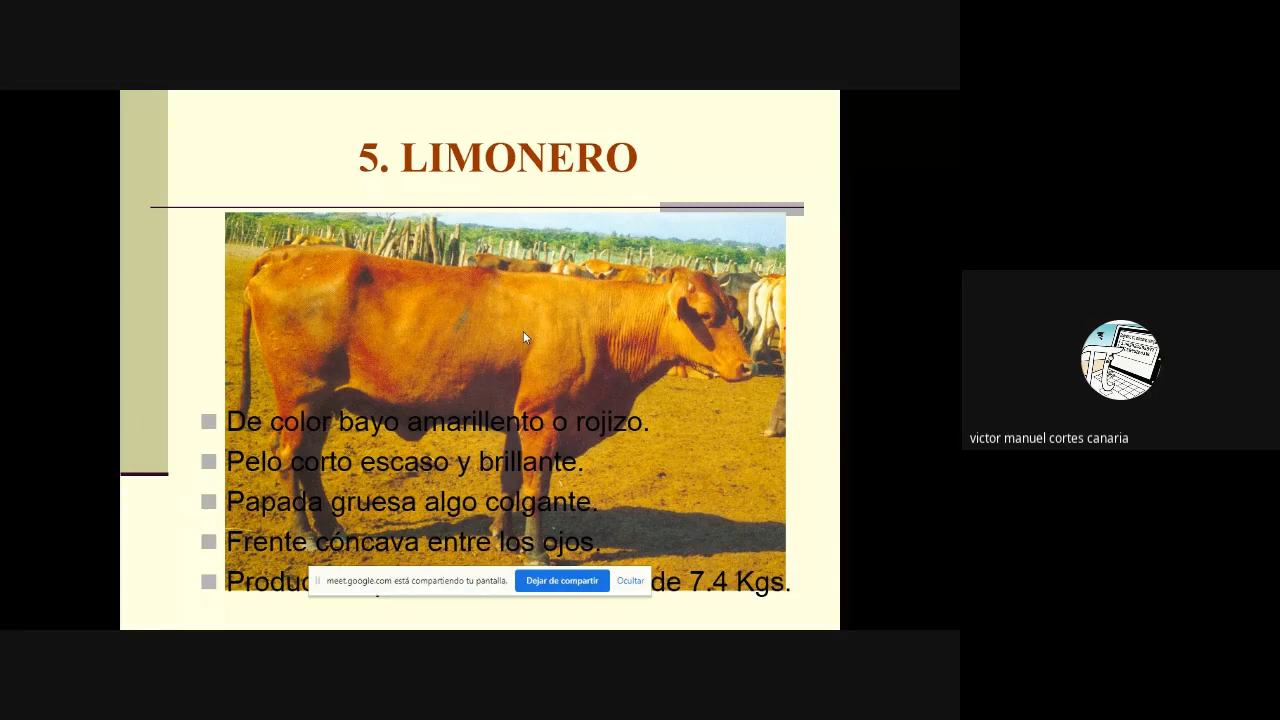 5. LIMONERO
De color bayo amarillento o rojizo.
Pelo corto escaso y brillante.
Papada gruesa algo colgante.
Frente cóncava entre los ojos.
de 7.4 Kgs.
meet.google.com está compartiendo tu pantalla.
Dejar de compartir
Ocultar
victor manuel cortes canaria